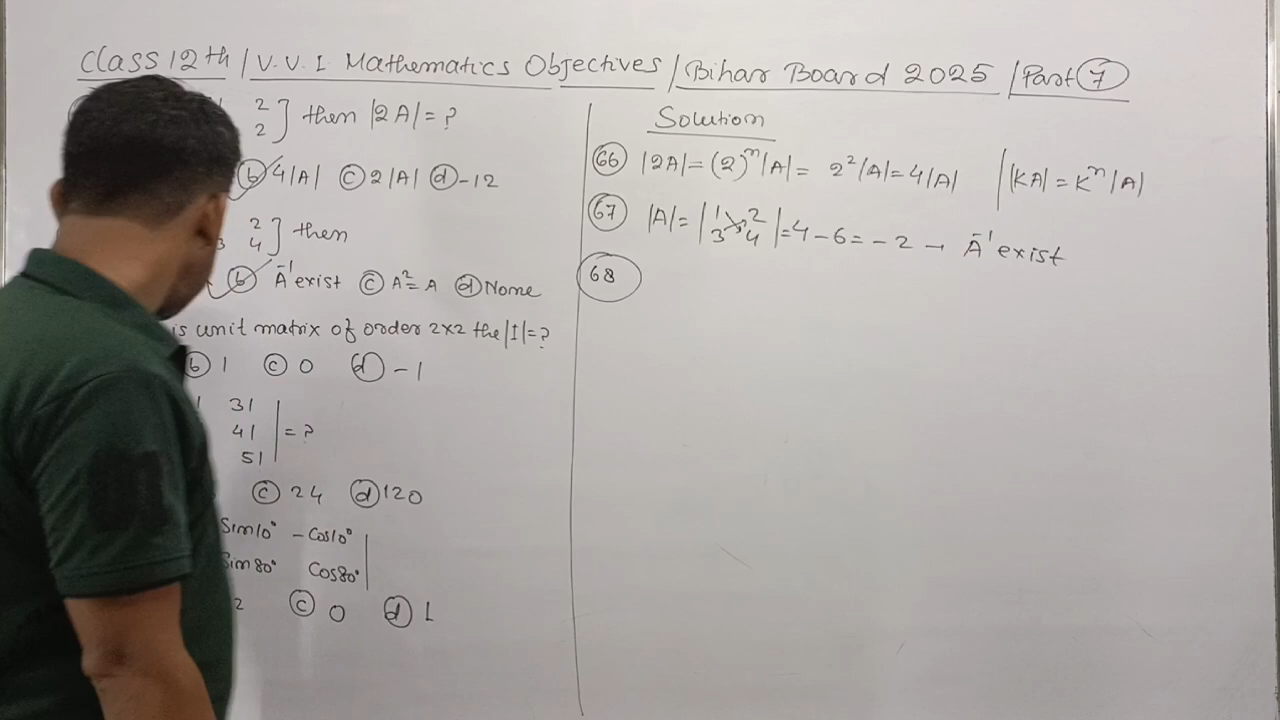 Class 12th / V.V.I. Mathematics Objectives / Bihar Board 2025 / Part 7
2
2 ] then |2A| = ?
(b) 4|A| (c) 2|A| (d) -12
2
3 4 ] then
(b) A⁻¹ exist (c) A² = A (d) None
is unit matrix of order 2x2 the |I| = ?
(b) 1 (c) 0 (d) -1
31
41 | = ?
51
(c) 24 (d) 120
Sin10° - Cos10°
Sin80° Cos80°
2 (c) 0 (d) 1
Solution
(66) |2A| = (2)ⁿ|A| = 2²|A| = 4|A| | |KA| = Kⁿ|A|
(67) |A| = | 1 2
3 4 | = 4 - 6 = - 2 → A⁻¹ exist
(68)